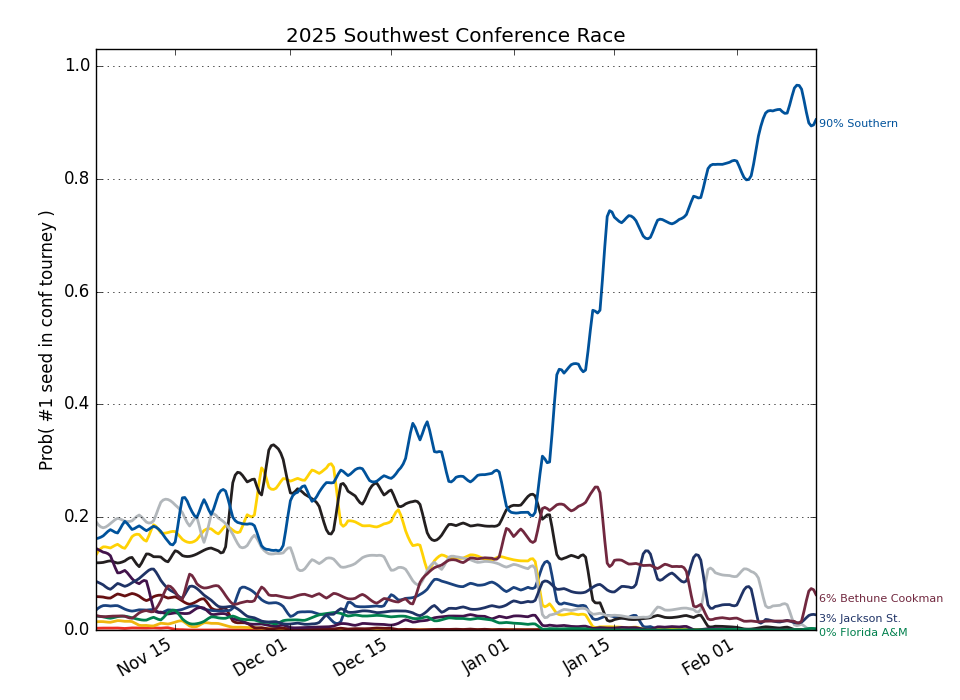 2025 Southwest Conference Race
Prob( #1 seed in conf tourney )
1.0
0.8
0.6
0.4
0.2
0.0
Nov 15
Dec 01
Dec 15
Jan 01
Jan 15
Feb 01
90% Southern
6% Bethune Cookman
3% Jackson St.
0% Florida A&M